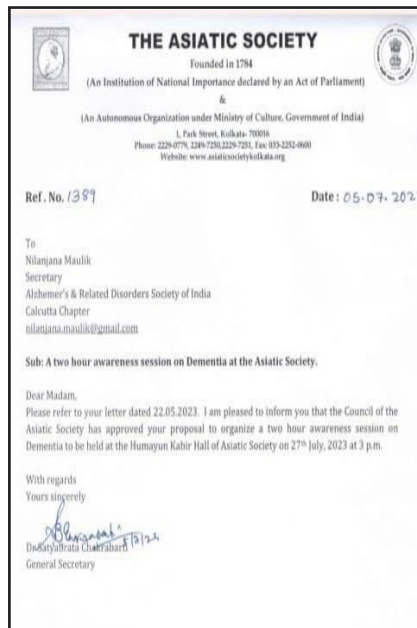 THE ASIATIC SOCIETY
Founded in 1784
(An Institution of National Importance declared by an Act of Parliament)
&
(An Autonomous Organization under Ministry of Culture, Government of India)
1, Park Street, Kolkata- 700016
Phone: 2229-0779, 2249-7250,2229-7251, Fax: 033-2252-0600
Website: www.asiaticsocietykolkata.org
Ref. No. 1389
Date : 05-07-202
To
Nilanjana Maulik
Secretary
Alzhemer's & Related Disorders Society of India
Calcutta Chapter
nilanjana.maulik@gmail.com
Sub: A two hour awareness session on Dementia at the Asiatic Society.
Dear Madam,
Please refer to your letter dated 22.05.2023. I am pleased to inform you that the Council of the
Asiatic Society has approved your proposal to organize a two hour awareness session on
Dementia to be held at the Humayun Kabir Hall of Asiatic Society on 27th July, 2023 at 3 p.m.
With regards
Yours sincerely
Dr.Satyabrata Chakrabarti
General Secretary